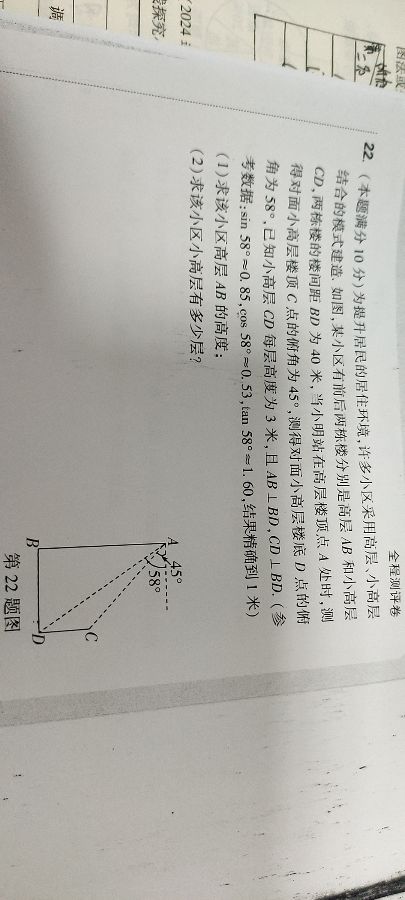 全程测评卷
22. (本题满分 10 分)为提升居民的居住环境,许多小区采用高层、小高层
结合的模式建造. 如图,某小区有前后两栋楼分别是高层 AB 和小高层
CD,两栋楼的楼间距 BD 为 40 米,当小明站在高层楼顶点 A 处时,测
得对面小高层楼顶 C 点的俯角为 45°,测得对面小高层楼底 D 点的俯
角为 58°,已知小高层 CD 每层高度为 3 米,且 AB⊥BD,CD⊥BD. (参
考数据:sin 58°≈0. 85,cos 58°≈0. 53,tan 58°≈1. 60,结果精确到 1 米)
(1)求该小区高层 AB 的高度;
(2)求该小区小高层有多少层?
A
45°
58°
C
B
D
第 22 题图
图法或
(2024
探究
调